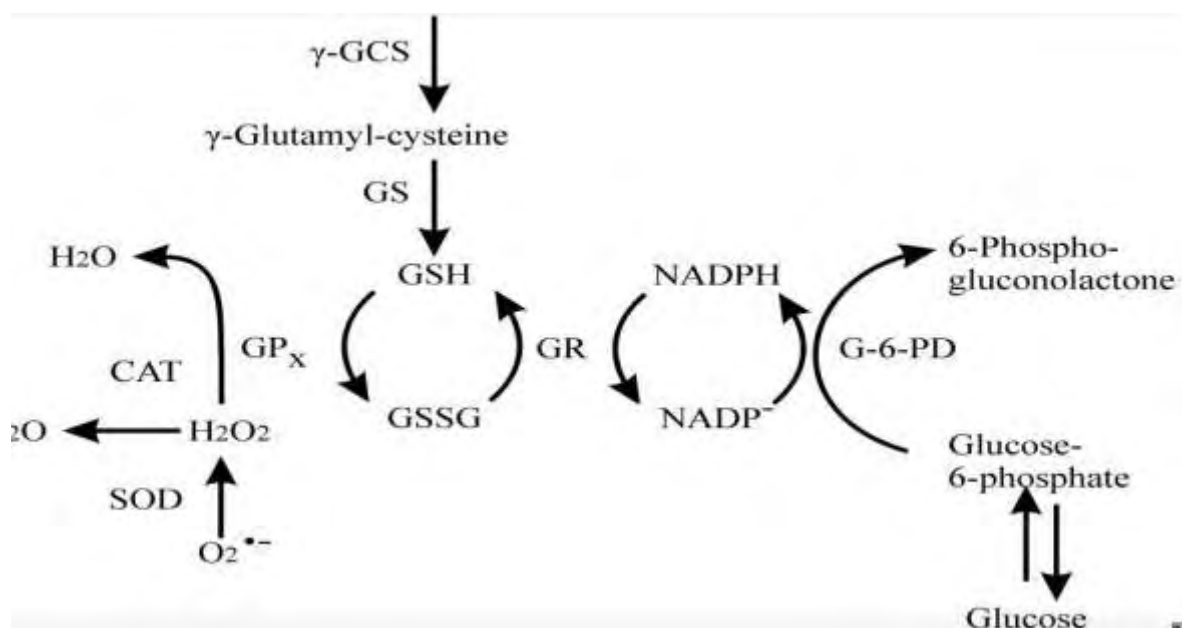 γ-GCS
γ-Glutamyl-cysteine
GS
H2O
GSH
NADPH
6-Phospho-
gluconolactone
CAT
GPx
GR
G-6-PD
2O
H2O2
GSSG
NADP⁻
Glucose-
6-phosphate
SOD
O2•−
Glucose